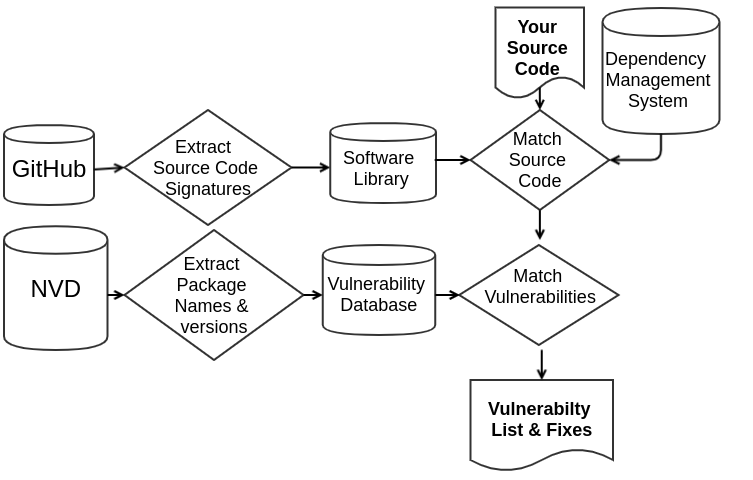 Your
Source
Code
Dependency
Management
System
GitHub
Extract
Source Code
Signatures
Software
Library
Match
Source
Code
NVD
Extract
Package
Names &
versions
Vulnerability
Database
Match
Vulnerabilities
Vulnerabilty
List & Fixes